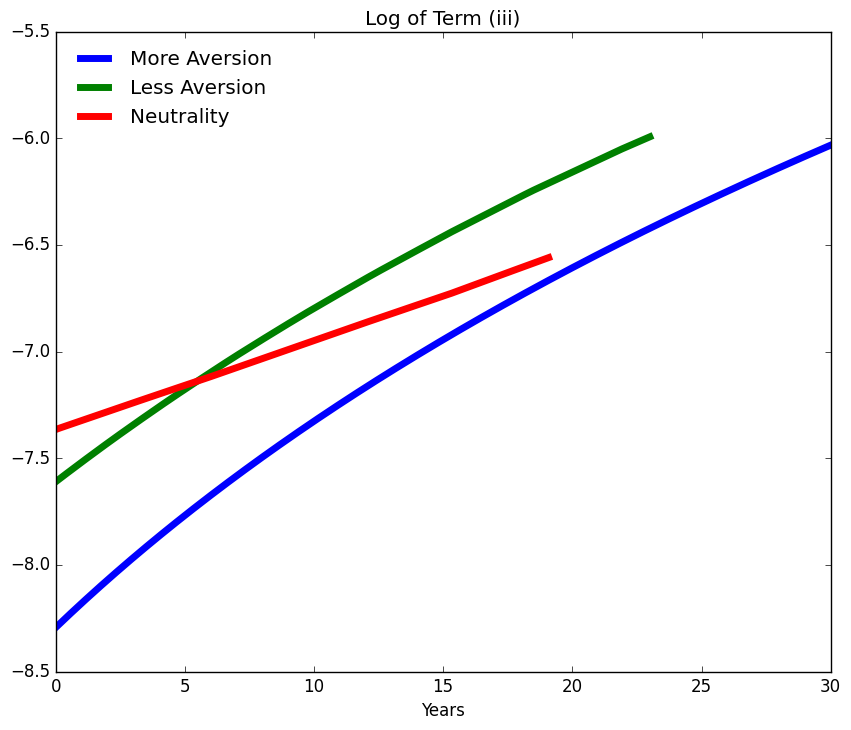 Log of Term (iii)
More Aversion
Less Aversion
Neutrality
−5.5
−6.0
−6.5
−7.0
−7.5
−8.0
−8.5
0 5 10 15 20 25 30
Years